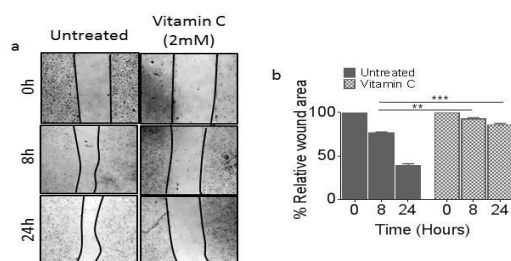 a
Untreated
Vitamin C
(2mM)
0h
8h
24h
b
Untreated
Vitamin C
***
**
% Relative wound area
100
50
0
0 8 24 0 8 24
Time (Hours)